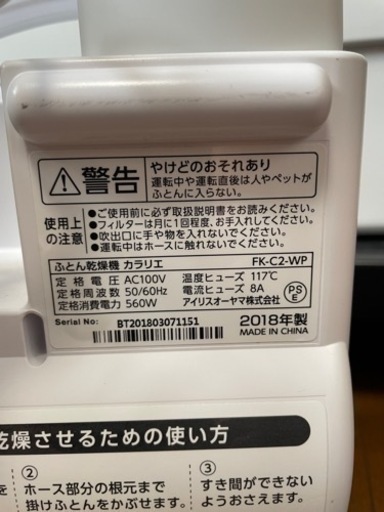 警告
やけどのおそれあり
運転中や運転直後は人やペットが
ふとんに入らない。
使用上
の注意
●ご使用前に必ず取扱説明書をお読みください。
●フィルターは月に1回程度、お手入れしてください。
●吹出口に手や物を入れないでください。
●運転中はホースに触れないでください。
ふとん乾燥機 カラリエ FK-C2-WP
定格電圧 AC100V 温度ヒューズ 117℃
定格周波数 50/60Hz 電流ヒューズ 8A
定格消費電力 560W アイリスオーヤマ株式会社
PSE
Serial No: BT201803071151
2018年製
MADE IN CHINA
乾燥させるための使い方
を
②
ホース部分の根元まで
掛けふとんをかぶせます。
③
すき間ができない
ようおさえます。